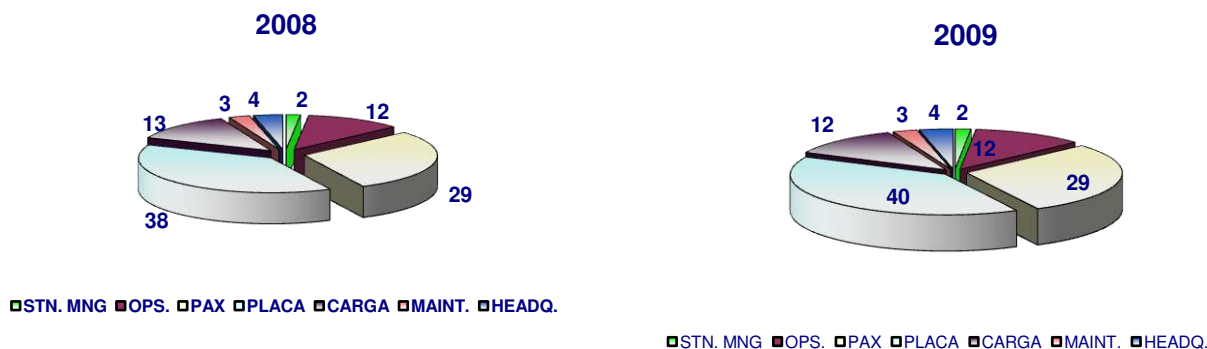 2008
3 4 2 12
13
29
38
STN. MNG OPS. PAX PLACA CARGA MAINT. HEADQ.
2009
3 4 2
12
12
29
40
STN. MNG OPS. PAX PLACA CARGA MAINT. HEADQ.